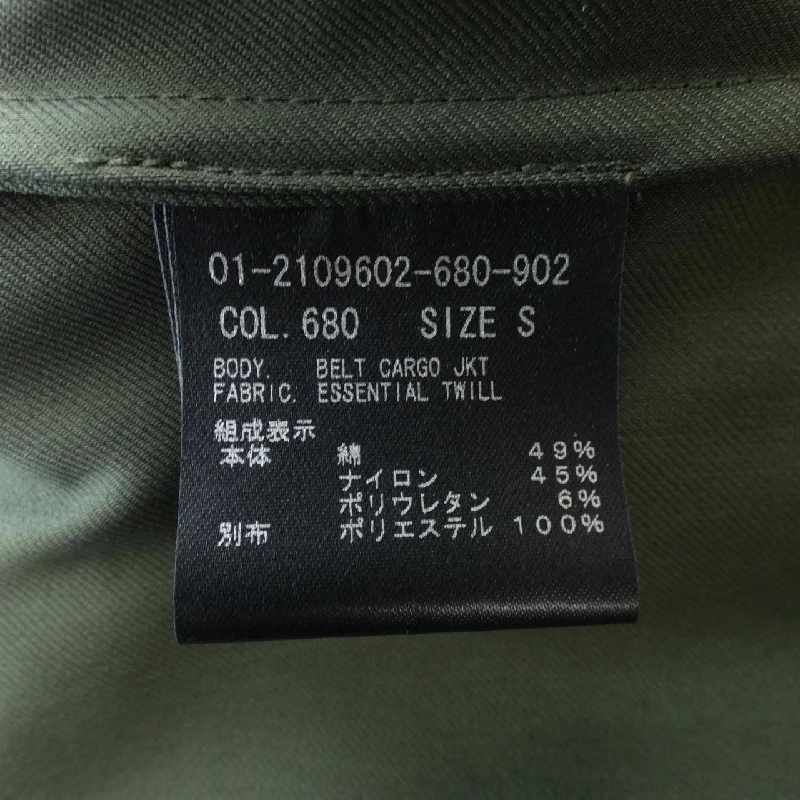 01-2109602-680-902
COL.680 SIZE S
BODY. BELT CARGO JKT
FABRIC. ESSENTIAL TWILL
組成表示
本体 綿 49%
ナイロン 45%
ポリウレタン 6%
別布 ポリエステル 100%